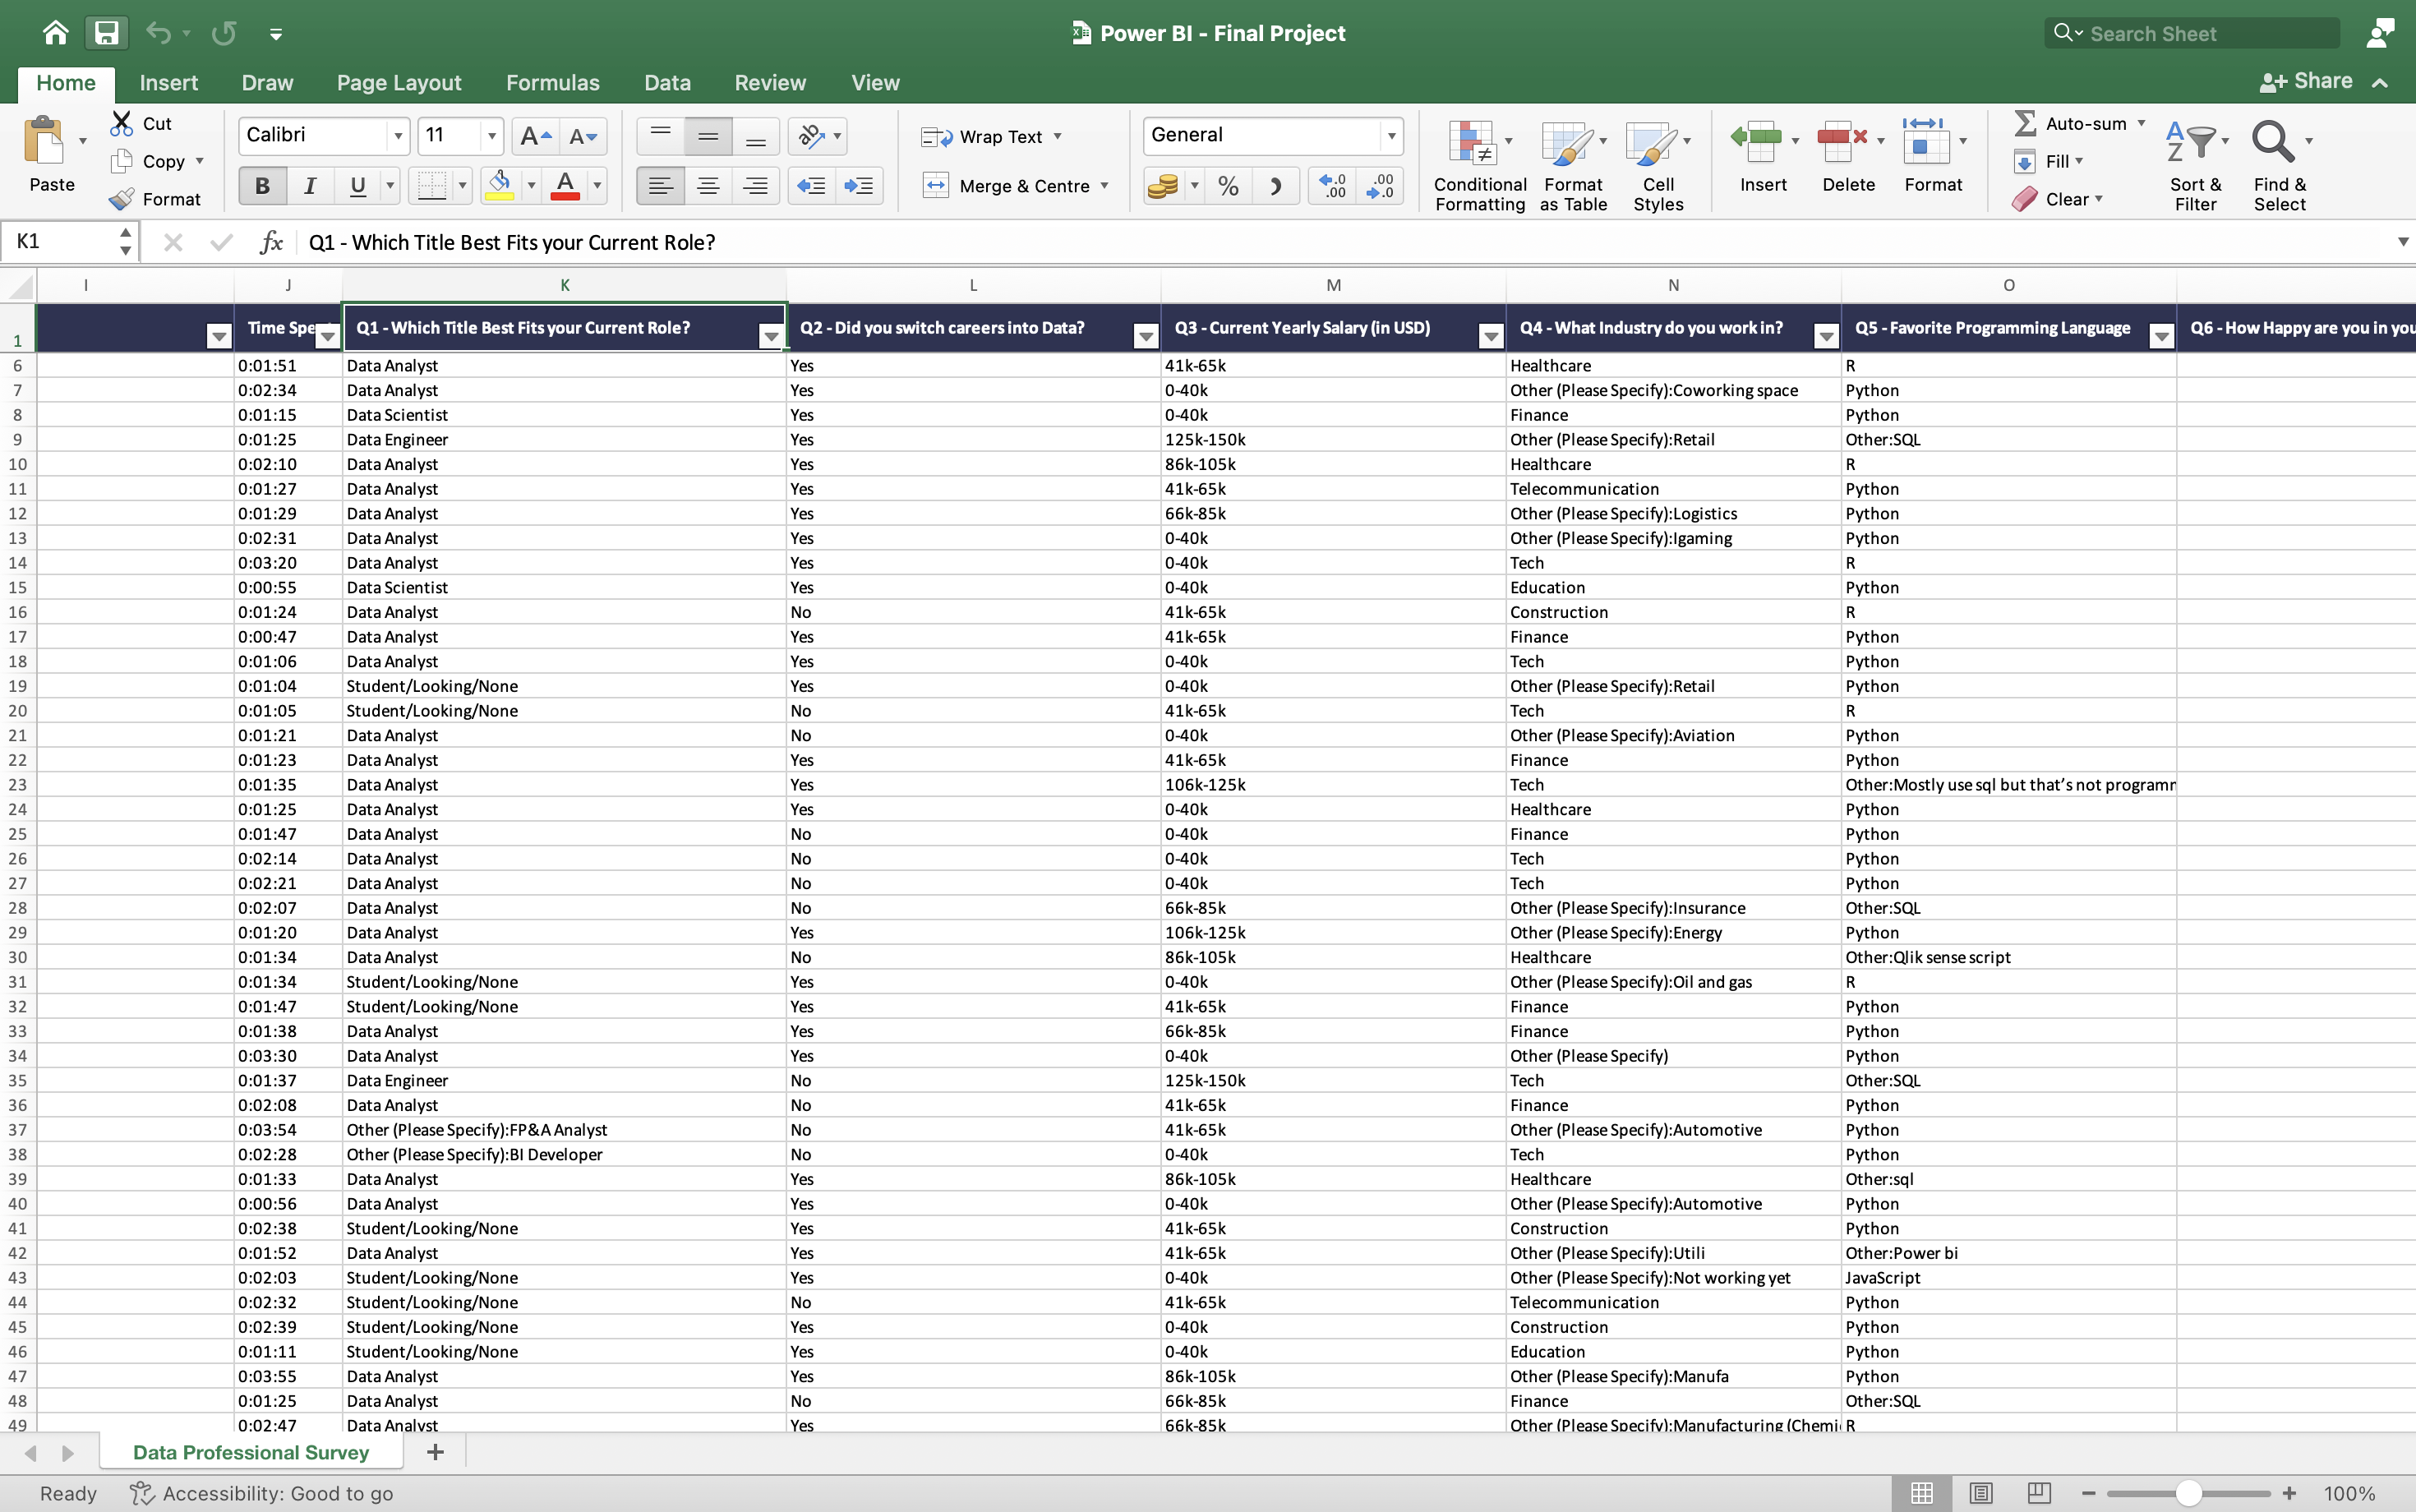 Power BI - Final Project
Search Sheet
Home Insert Draw Page Layout Formulas Data Review View
Share
Paste
Cut
Copy
Format
Calibri 11
B I U
Wrap Text
Merge & Centre
General
Conditional Formatting
Format as Table
Cell Styles
Insert
Delete
Format
Auto-sum
Fill
Clear
Sort & Filter
Find & Select
K1 fx Q1 - Which Title Best Fits your Current Role?
I J K L M N O
1 Time Spe Q1 - Which Title Best Fits your Current Role? Q2 - Did you switch careers into Data? Q3 - Current Yearly Salary (in USD) Q4 - What Industry do you work in? Q5 - Favorite Programming Language Q6 - How Happy are you in you
6 0:01:51 Data Analyst Yes 41k-65k Healthcare R
7 0:02:34 Data Analyst Yes 0-40k Other (Please Specify):Coworking space Python
8 0:01:15 Data Scientist Yes 0-40k Finance Python
9 0:01:25 Data Engineer Yes 125k-150k Other (Please Specify):Retail Other:SQL
10 0:02:10 Data Analyst Yes 86k-105k Healthcare R
11 0:01:27 Data Analyst Yes 41k-65k Telecommunication Python
12 0:01:29 Data Analyst Yes 66k-85k Other (Please Specify):Logistics Python
13 0:02:31 Data Analyst Yes 0-40k Other (Please Specify):Igaming Python
14 0:03:20 Data Analyst Yes 0-40k Tech R
15 0:00:55 Data Scientist Yes 0-40k Education Python
16 0:01:24 Data Analyst No 41k-65k Construction R
17 0:00:47 Data Analyst Yes 41k-65k Finance Python
18 0:01:06 Data Analyst Yes 0-40k Tech Python
19 0:01:04 Student/Looking/None Yes 0-40k Other (Please Specify):Retail Python
20 0:01:05 Student/Looking/None No 41k-65k Tech R
21 0:01:21 Data Analyst No 0-40k Other (Please Specify):Aviation Python
22 0:01:23 Data Analyst Yes 41k-65k Finance Python
23 0:01:35 Data Analyst Yes 106k-125k Tech Other:Mostly use sql but that’s not programm
24 0:01:25 Data Analyst Yes 0-40k Healthcare Python
25 0:01:47 Data Analyst No 0-40k Finance Python
26 0:02:14 Data Analyst No 0-40k Tech Python
27 0:02:21 Data Analyst No 0-40k Tech Python
28 0:02:07 Data Analyst No 66k-85k Other (Please Specify):Insurance Other:SQL
29 0:01:20 Data Analyst Yes 106k-125k Other (Please Specify):Energy Python
30 0:01:34 Data Analyst No 86k-105k Healthcare Other:Qlik sense script
31 0:01:34 Student/Looking/None Yes 0-40k Other (Please Specify):Oil and gas R
32 0:01:47 Student/Looking/None Yes 41k-65k Finance Python
33 0:01:38 Data Analyst Yes 66k-85k Finance Python
34 0:03:30 Data Analyst Yes 0-40k Other (Please Specify) Python
35 0:01:37 Data Engineer No 125k-150k Tech Other:SQL
36 0:02:08 Data Analyst No 41k-65k Finance Python
37 0:03:54 Other (Please Specify):FP&A Analyst No 41k-65k Other (Please Specify):Automotive Python
38 0:02:28 Other (Please Specify):BI Developer No 0-40k Tech Python
39 0:01:33 Data Analyst Yes 86k-105k Healthcare Other:sql
40 0:00:56 Data Analyst Yes 0-40k Other (Please Specify):Automotive Python
41 0:02:38 Student/Looking/None Yes 41k-65k Construction Python
42 0:01:52 Data Analyst Yes 41k-65k Other (Please Specify):Utili Other:Power bi
43 0:02:03 Student/Looking/None Yes 0-40k Other (Please Specify):Not working yet JavaScript
44 0:02:32 Student/Looking/None No 41k-65k Telecommunication Python
45 0:02:39 Student/Looking/None Yes 0-40k Construction Python
46 0:01:11 Student/Looking/None Yes 0-40k Education Python
47 0:03:55 Data Analyst Yes 86k-105k Other (Please Specify):Manufa Python
48 0:01:25 Data Analyst No 66k-85k Finance Other:SQL
49 0:02:47 Data Analyst Yes 66k-85k Other (Please Specify):Manufacturing (Chemi R
Data Professional Survey
Ready Accessibility: Good to go 100%